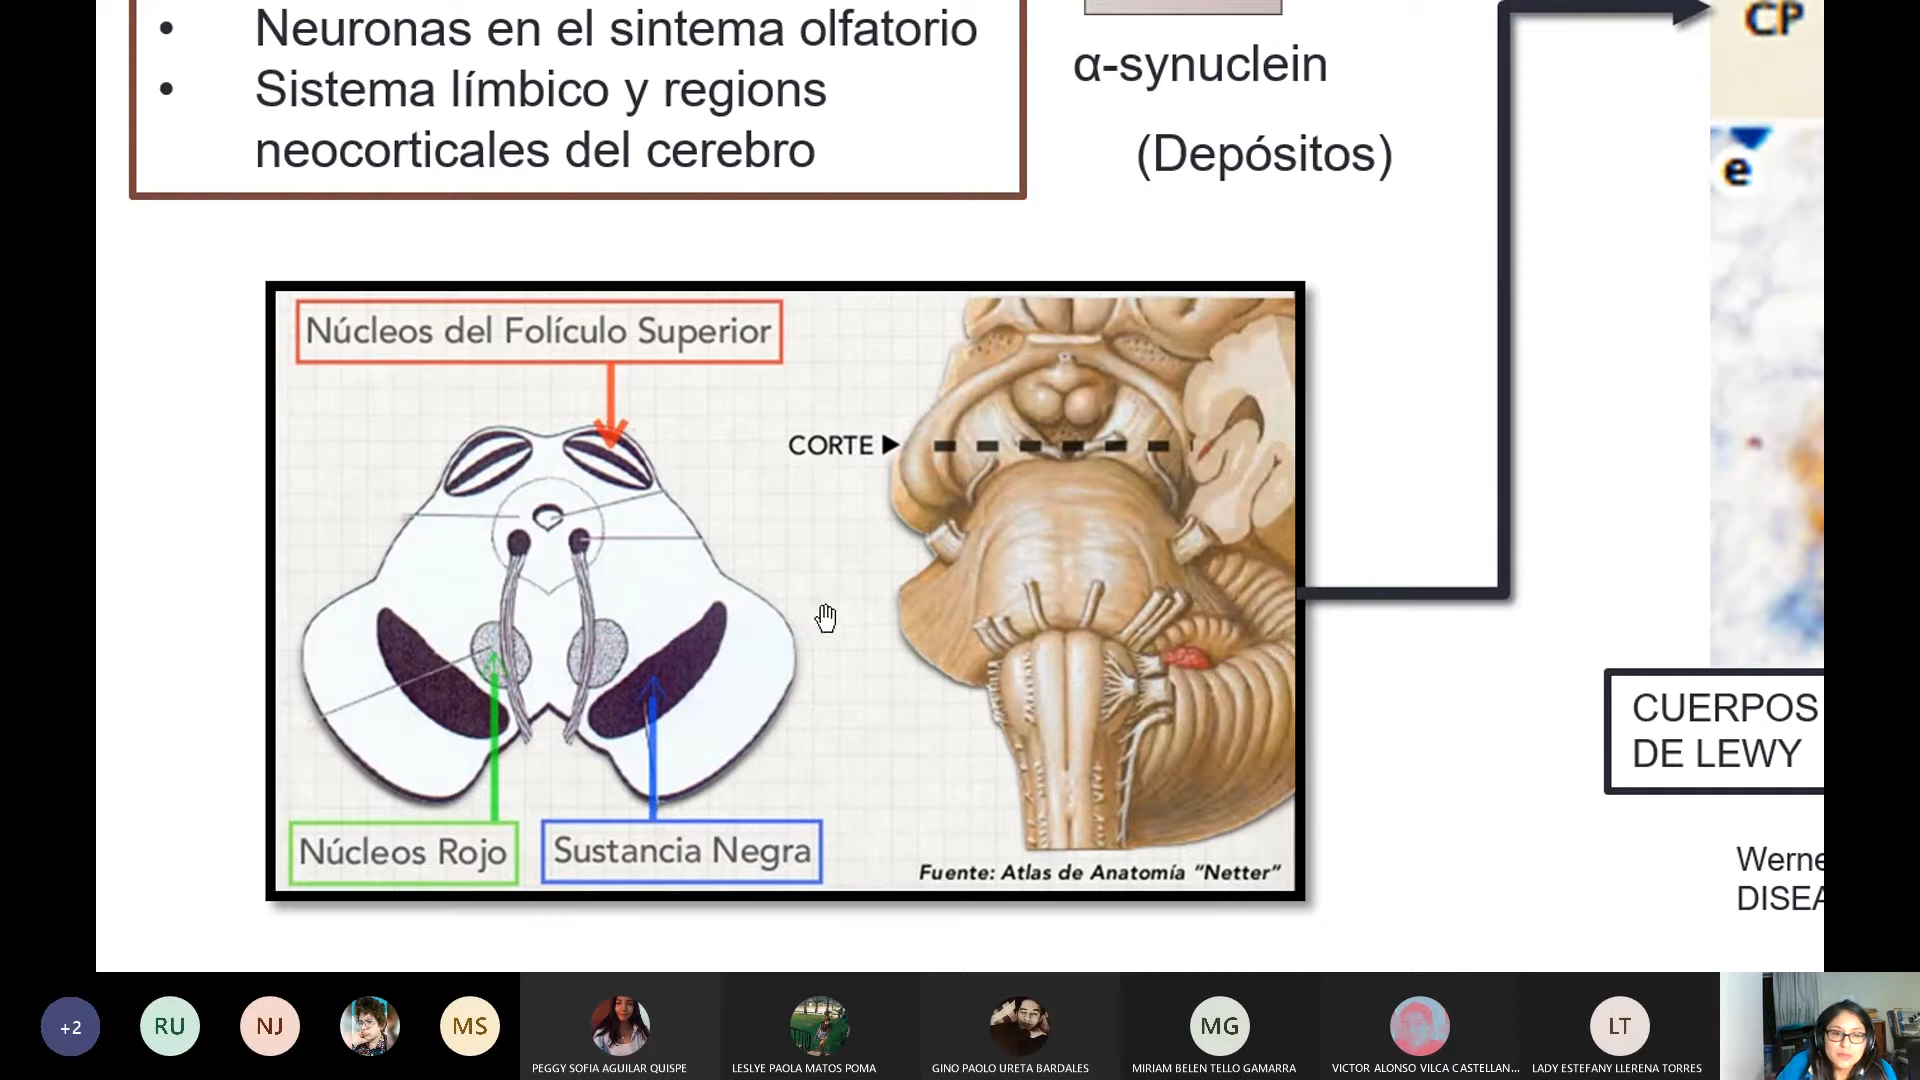 • Neuronas en el sintema olfatorio
• Sistema límbico y regions
neocorticales del cerebro
α-synuclein
(Depósitos)
CP
e
Núcleos del Folículo Superior
CORTE
Núcleos Rojo
Sustancia Negra
Fuente: Atlas de Anatomía "Netter"
CUERPOS
DE LEWY
Werne
DISEA
+2
RU
NJ
MS
MG
LT
PEGGY SOFIA AGUILAR QUISPE
LESLYE PAOLA MATOS POMA
GINO PAOLO URETA BARDALES
MIRIAM BELEN TELLO GAMARRA
VICTOR ALONSO VILCA CASTELLAN...
LADY ESTEFANY LLERENA TORRES